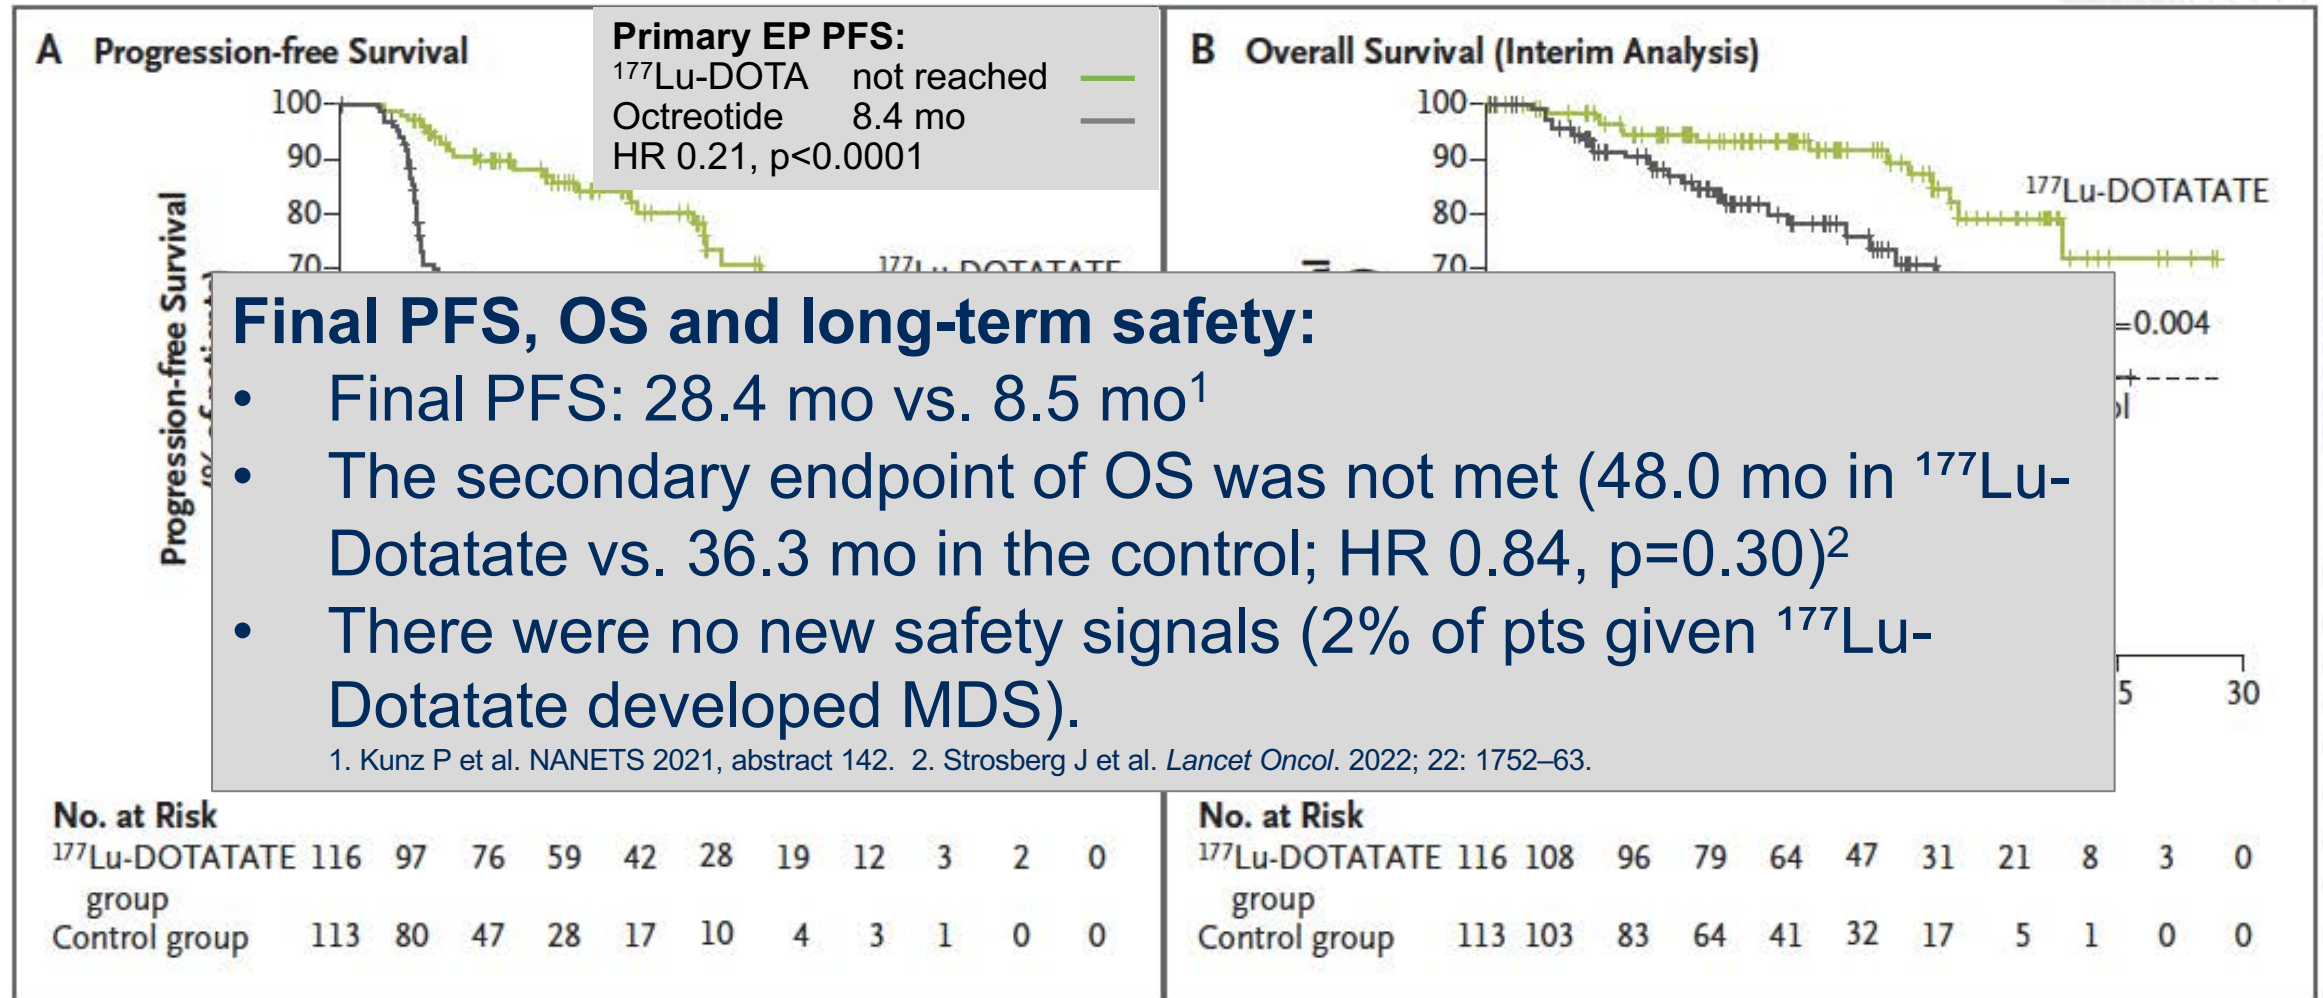 A Progression-free Survival
Primary EP PFS:
¹⁷⁷Lu-DOTA not reached
Octreotide 8.4 mo
HR 0.21, p<0.0001
100
90
80
70
Progression-free Survival
B Overall Survival (Interim Analysis)
100
90
80
70
¹⁷⁷Lu-DOTATATE
=0.004
5 30
Final PFS, OS and long-term safety:
• Final PFS: 28.4 mo vs. 8.5 mo¹
• The secondary endpoint of OS was not met (48.0 mo in ¹⁷⁷Lu-
Dotatate vs. 36.3 mo in the control; HR 0.84, p=0.30)²
• There were no new safety signals (2% of pts given ¹⁷⁷Lu-
Dotatate developed MDS).
1. Kunz P et al. NANETS 2021, abstract 142. 2. Strosberg J et al. Lancet Oncol. 2022; 22: 1752–63.
No. at Risk
¹⁷⁷Lu-DOTATATE 116 97 76 59 42 28 19 12 3 2 0
group
Control group 113 80 47 28 17 10 4 3 1 0 0
No. at Risk
¹⁷⁷Lu-DOTATATE 116 108 96 79 64 47 31 21 8 3 0
group
Control group 113 103 83 64 41 32 17 5 1 0 0